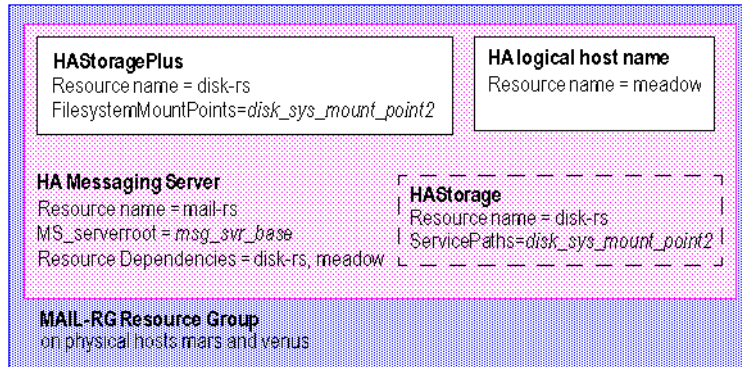 HAStoragePlus
Resource name = disk-rs
FilesystemMountPoints=disk_sys_mount_point2
HA logical host name
Resource name = meadow
HA Messaging Server
Resource name = mail-rs
MS_serverroot = msg_svr_base
Resource Dependencies = disk-rs, meadow
HAStorage
Resource name = disk-rs
ServicePaths=disk_sys_mount_point2
MAIL-RG Resource Group
on physical hosts mars and venus